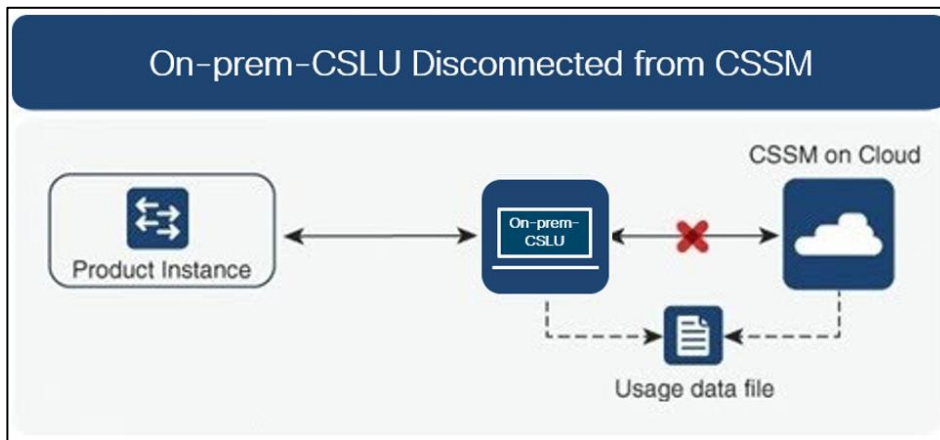 On-prem-CSLU Disconnected from CSSM
CSSM on Cloud
On-prem-
CSLU
Product Instance
Usage data file